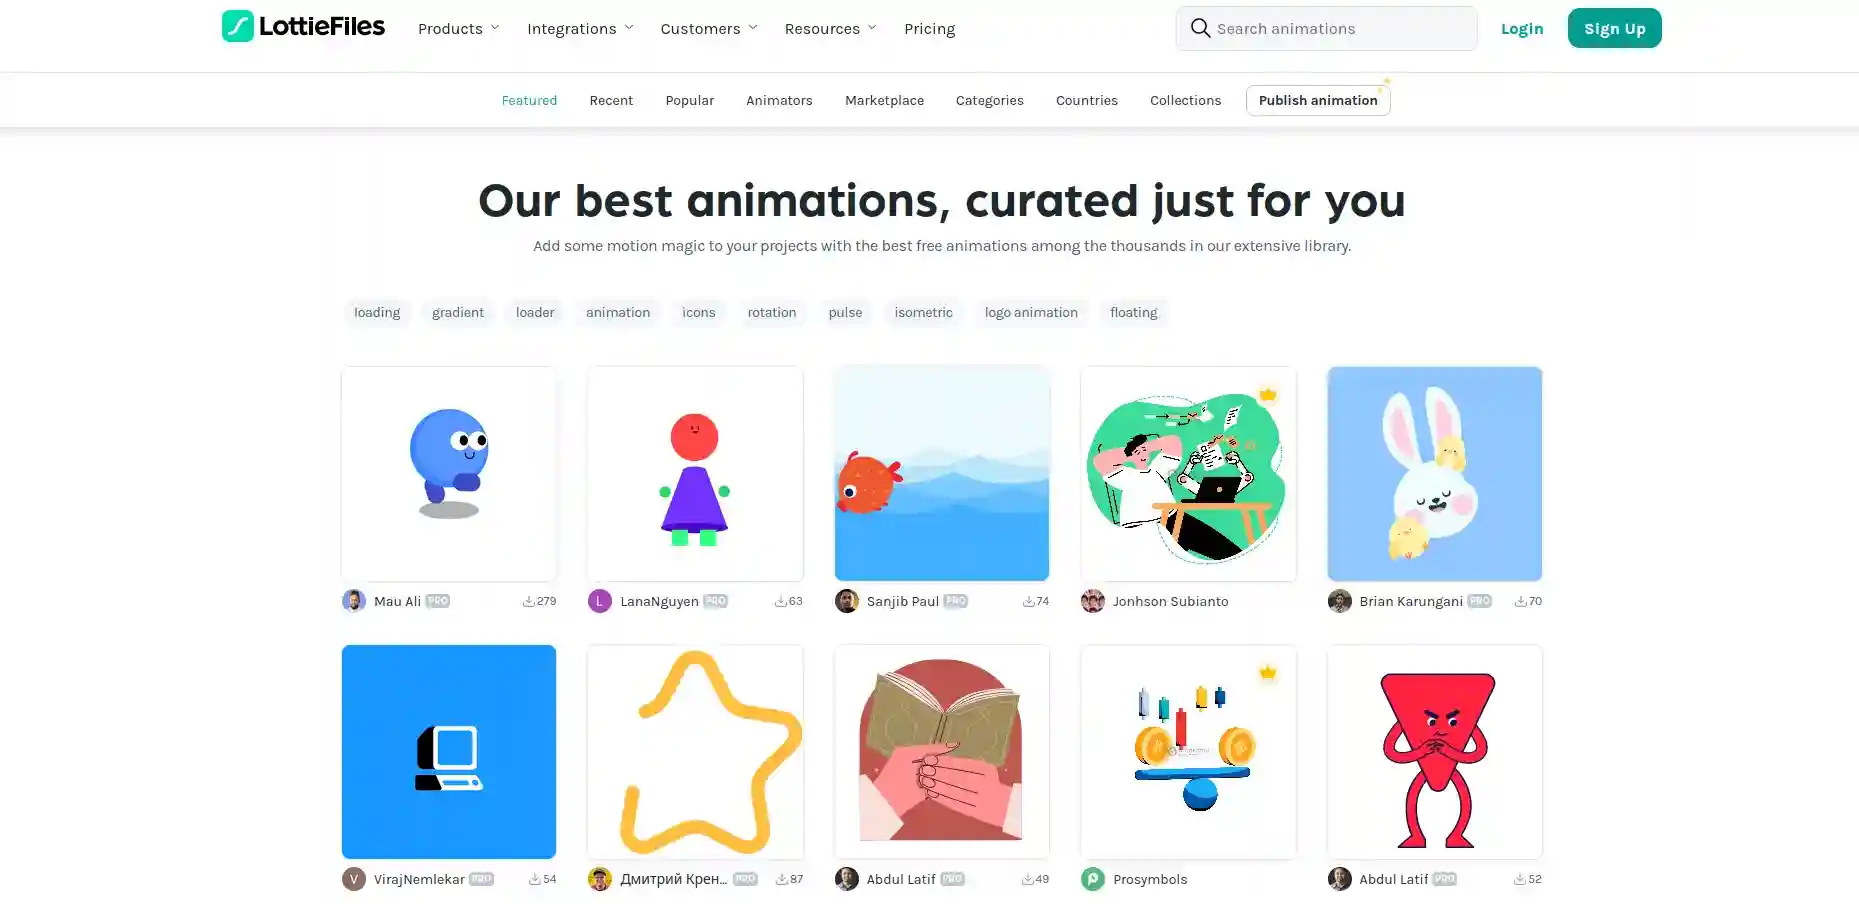 LottieFiles Products Integrations Customers Resources Pricing Search animations Login Sign Up
Featured Recent Popular Animators Marketplace Categories Countries Collections Publish animation
Our best animations, curated just for you
Add some motion magic to your projects with the best free animations among the thousands in our extensive library.
loading gradient loader animation icons rotation pulse isometric logo animation floating
Mau Ali PRO 279 L LanaNguyen PRO 63 Sanjib Paul PRO 74 Jonhson Subianto Brian Karungani PRO 70
V VirajNemlekar PRO 54 Дмитрий Крен... PRO 87 Abdul Latif PRO 49 Prosymbols Abdul Latif PRO 52